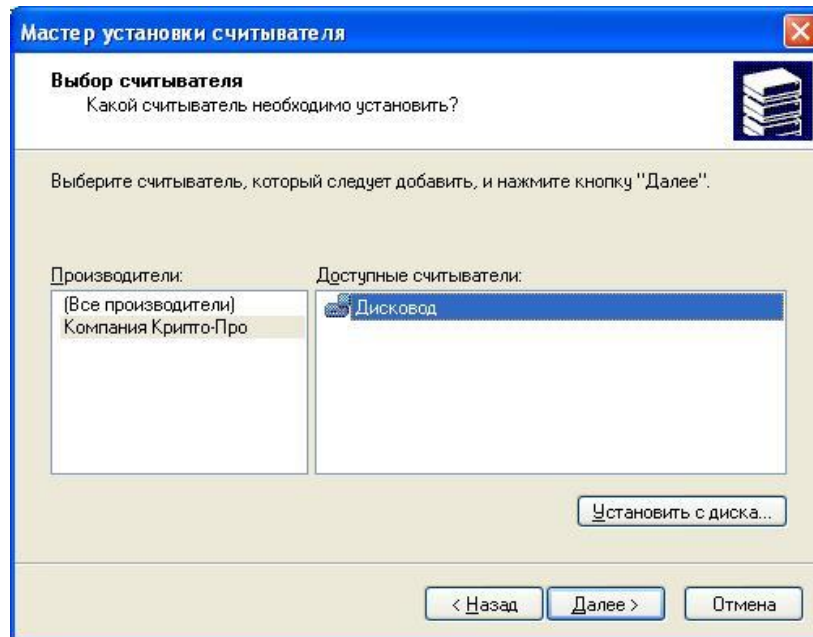 Мастер установки считывателя
Выбор считывателя
Какой считыватель необходимо установить?
Выберите считыватель, который следует добавить, и нажмите кнопку "Далее".
Производители:
Доступные считыватели:
(Все производители)
Компания Крипто-Про
Дисковод
Установить с диска...
< Назад
Далее >
Отмена